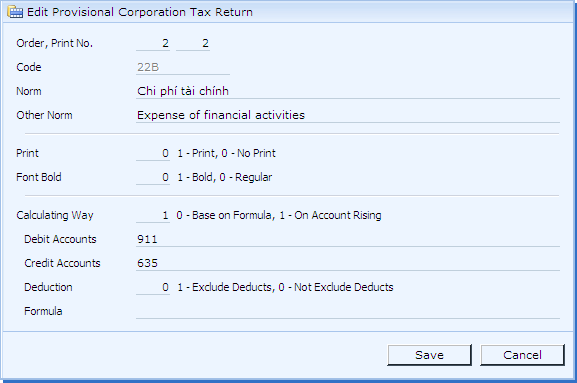 Edit Provisional Corporation Tax Return
Order, Print No. 2 2
Code 22B
Norm Chi phí tài chính
Other Norm Expense of financial activities
Print 0 1 - Print, 0 - No Print
Font Bold 0 1 - Bold, 0 - Regular
Calculating Way 1 0 - Base on Formula, 1 - On Account Rising
Debit Accounts 911
Credit Accounts 635
Deduction 0 1 - Exclude Deducts, 0 - Not Exclude Deducts
Formula
Save Cancel